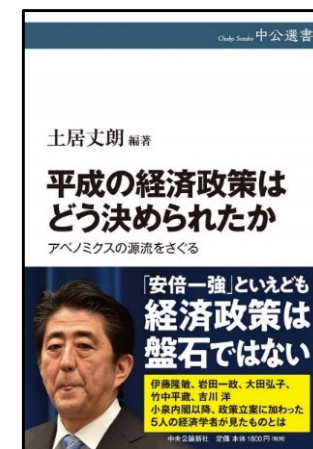 Chuko Sensho 中公選書
土居丈朗 編著
平成の経済政策は
どう決められたか
アベノミクスの源流をさぐる
「安倍一強」といえども
経済政策は
盤石ではない
伊藤隆敏、岩田一政、大田弘子、
竹中平蔵、吉川 洋
小泉内閣以降、政策立案に加わった
5人の経済学者が見たものとは
中央公論新社 定価 本体1800円